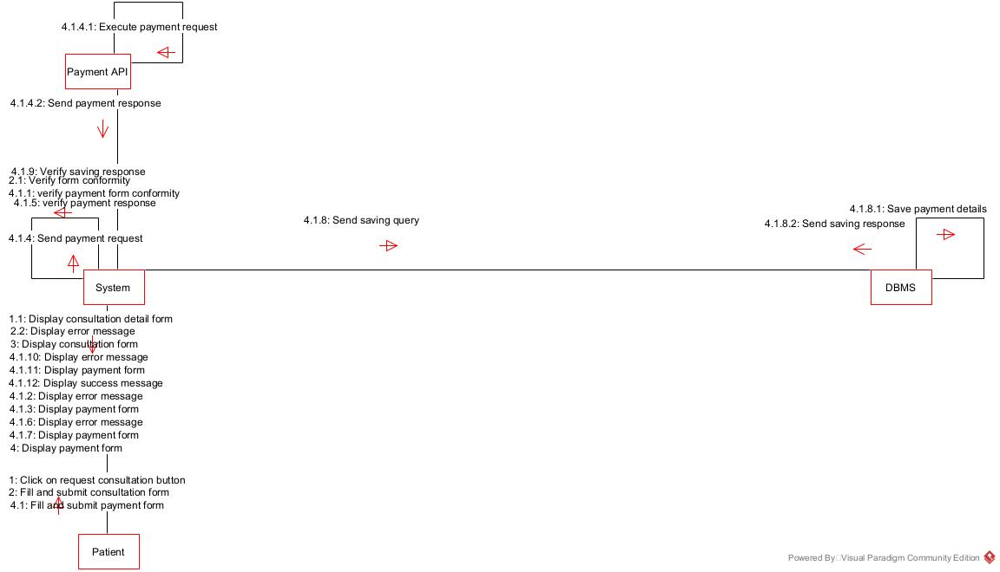 4.1.4.1: Execute payment request
Payment API
4.1.4.2: Send payment response
4.1.9: Verify saving response
2.1: Verify form conformity
4.1.1: verify payment form conformity
4.1.5: verify payment response
4.1.4: Send payment request
4.1.8: Send saving query
4.1.8.1: Save payment details
4.1.8.2: Send saving response
System
DBMS
1.1: Display consultation detail form
2.2: Display error message
3: Display consultation form
4.1.10: Display error message
4.1.11: Display payment form
4.1.12: Display success message
4.1.2: Display error message
4.1.3: Display payment form
4.1.6: Display error message
4.1.7: Display payment form
4: Display payment form
1: Click on request consultation button
2: Fill and submit consultation form
4.1: Fill and submit payment form
Patient
Powered By Visual Paradigm Community Edition